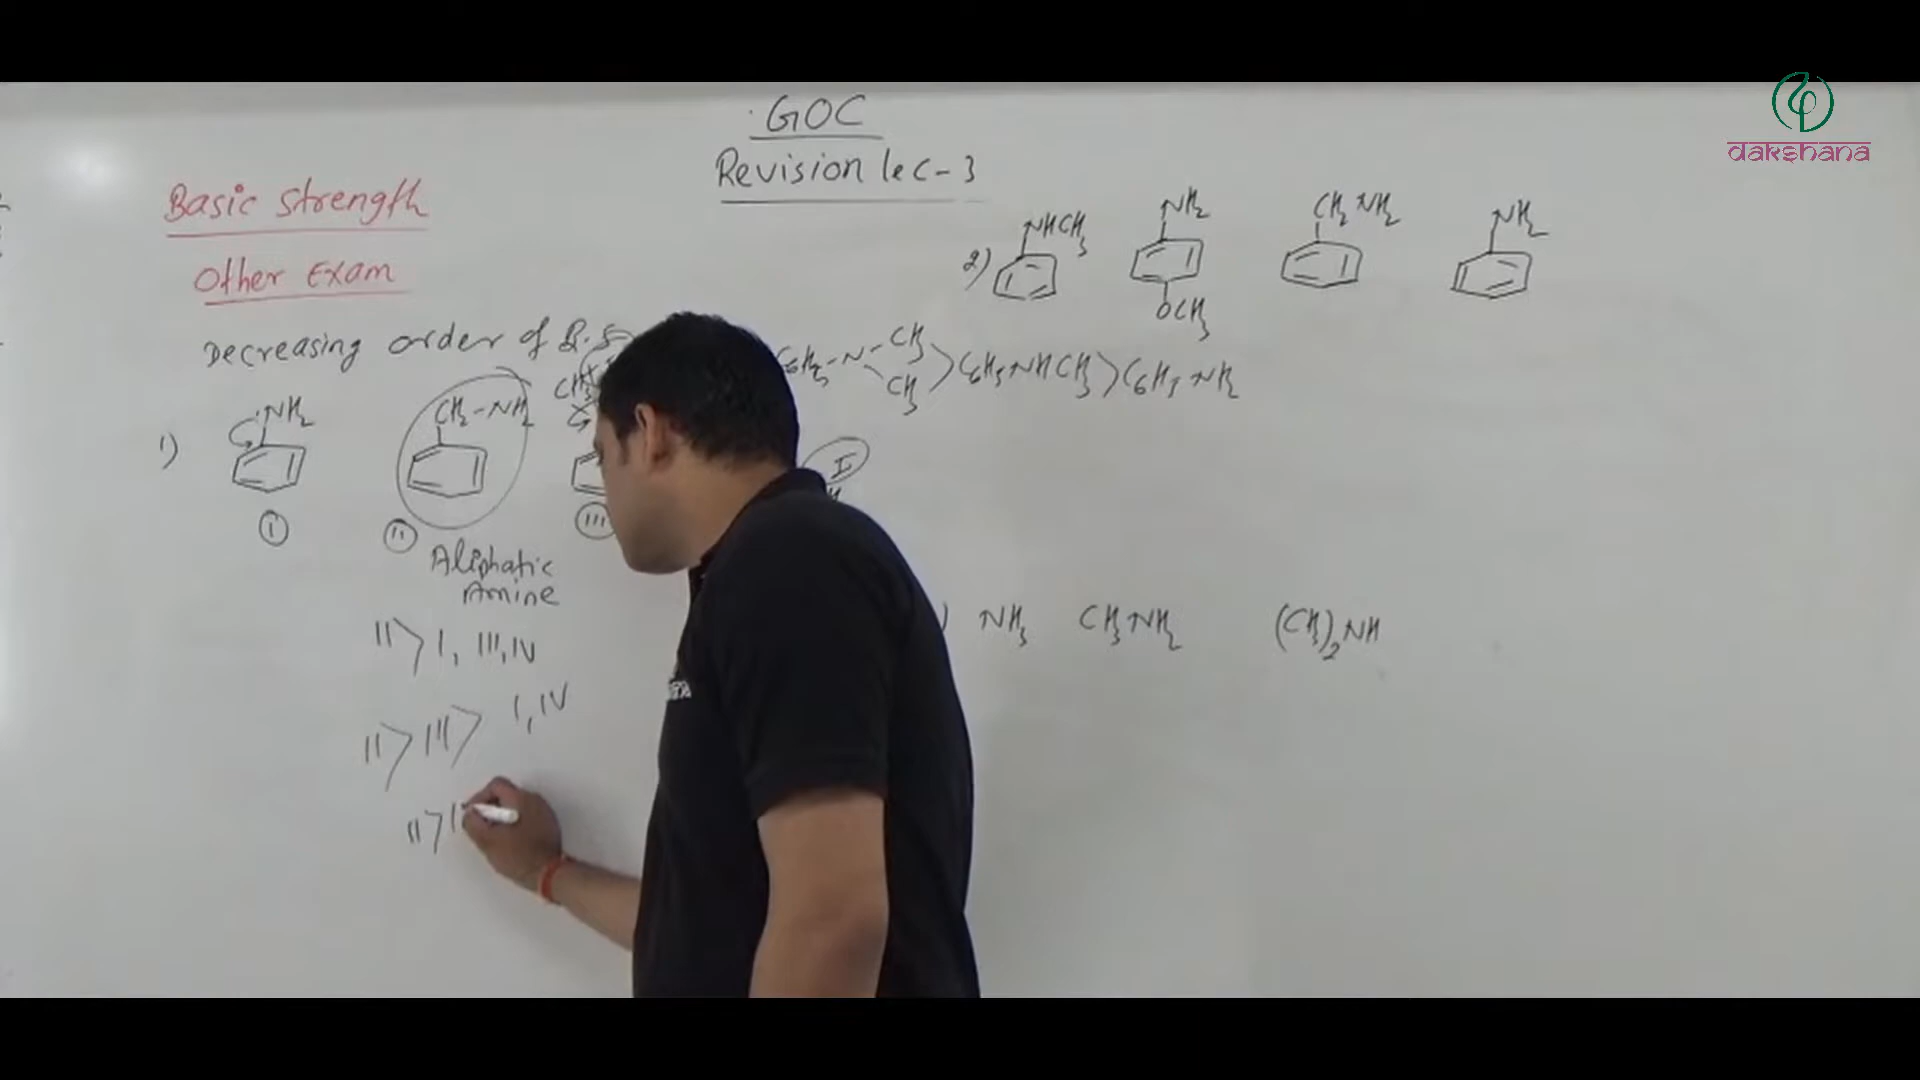 GOC
Revision lec-3
dakshana
Basic Strength
Other Exam
Decreasing order of B.S
1)
NH2
I
CH2-NH2
II
Aliphatic
Amine
CH3
III
II > I, III, IV
II > III > I, IV
II >
2)
NHCH3
NH2
OCH3
CH2NH2
NH2
C6H5-N
CH3
CH3
> C6H5NHCH3 > C6H5NH2
NH3 CH3NH2 (CH3)2NH